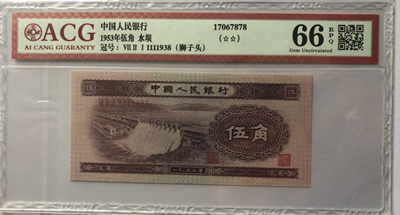 ACG
AI CANG GUARANTY
中国人民银行
1953年伍角 水坝
冠号: VII II I 1111938 (狮子头)
17067878
(☆☆)
66 EPQ
Gem Uncirculated
中國人民銀行
伍角